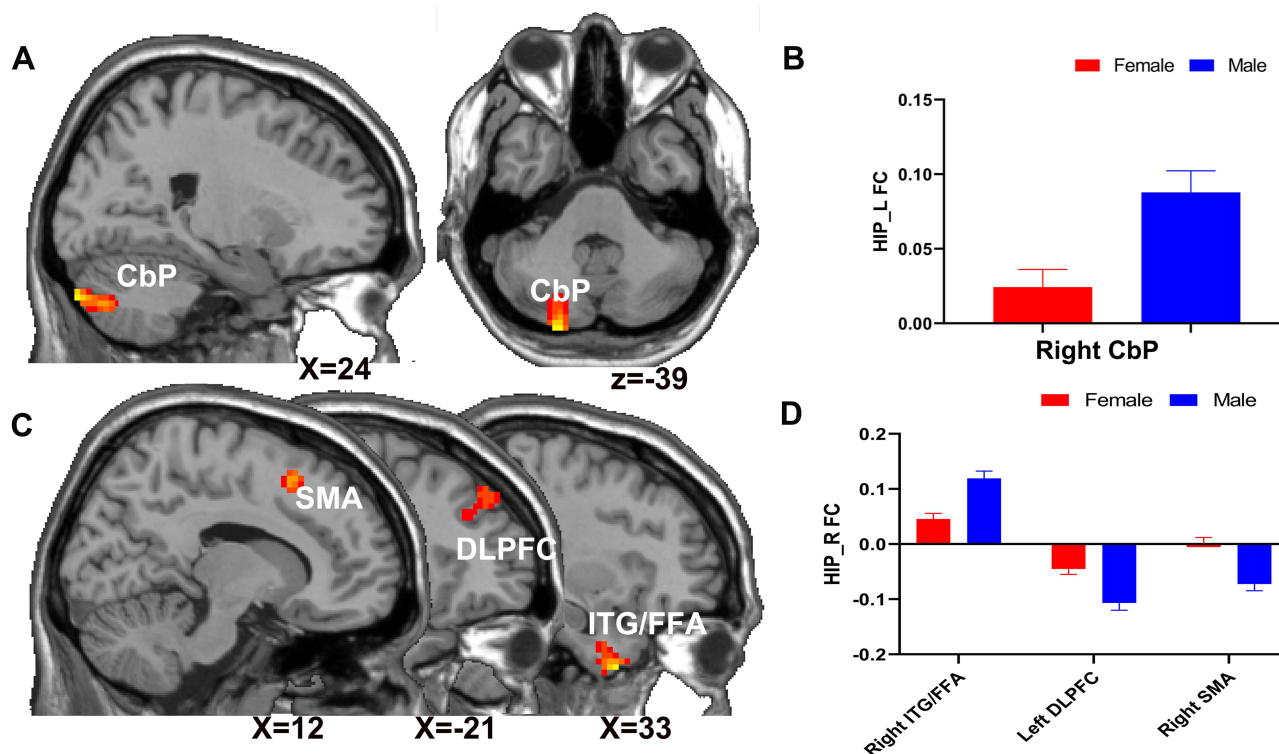 A
CbP
X=24
CbP
z=-39
B
Female Male
0.15
0.10
0.05
0.00
HIP_L FC
Right CbP
C
SMA
DLPFC
ITG/FFA
X=12 X=-21 X=33
D
Female Male
0.2
0.1
0.0
-0.1
-0.2
HIP_R FC
Right ITG/FFA
Left DLPFC
Right SMA